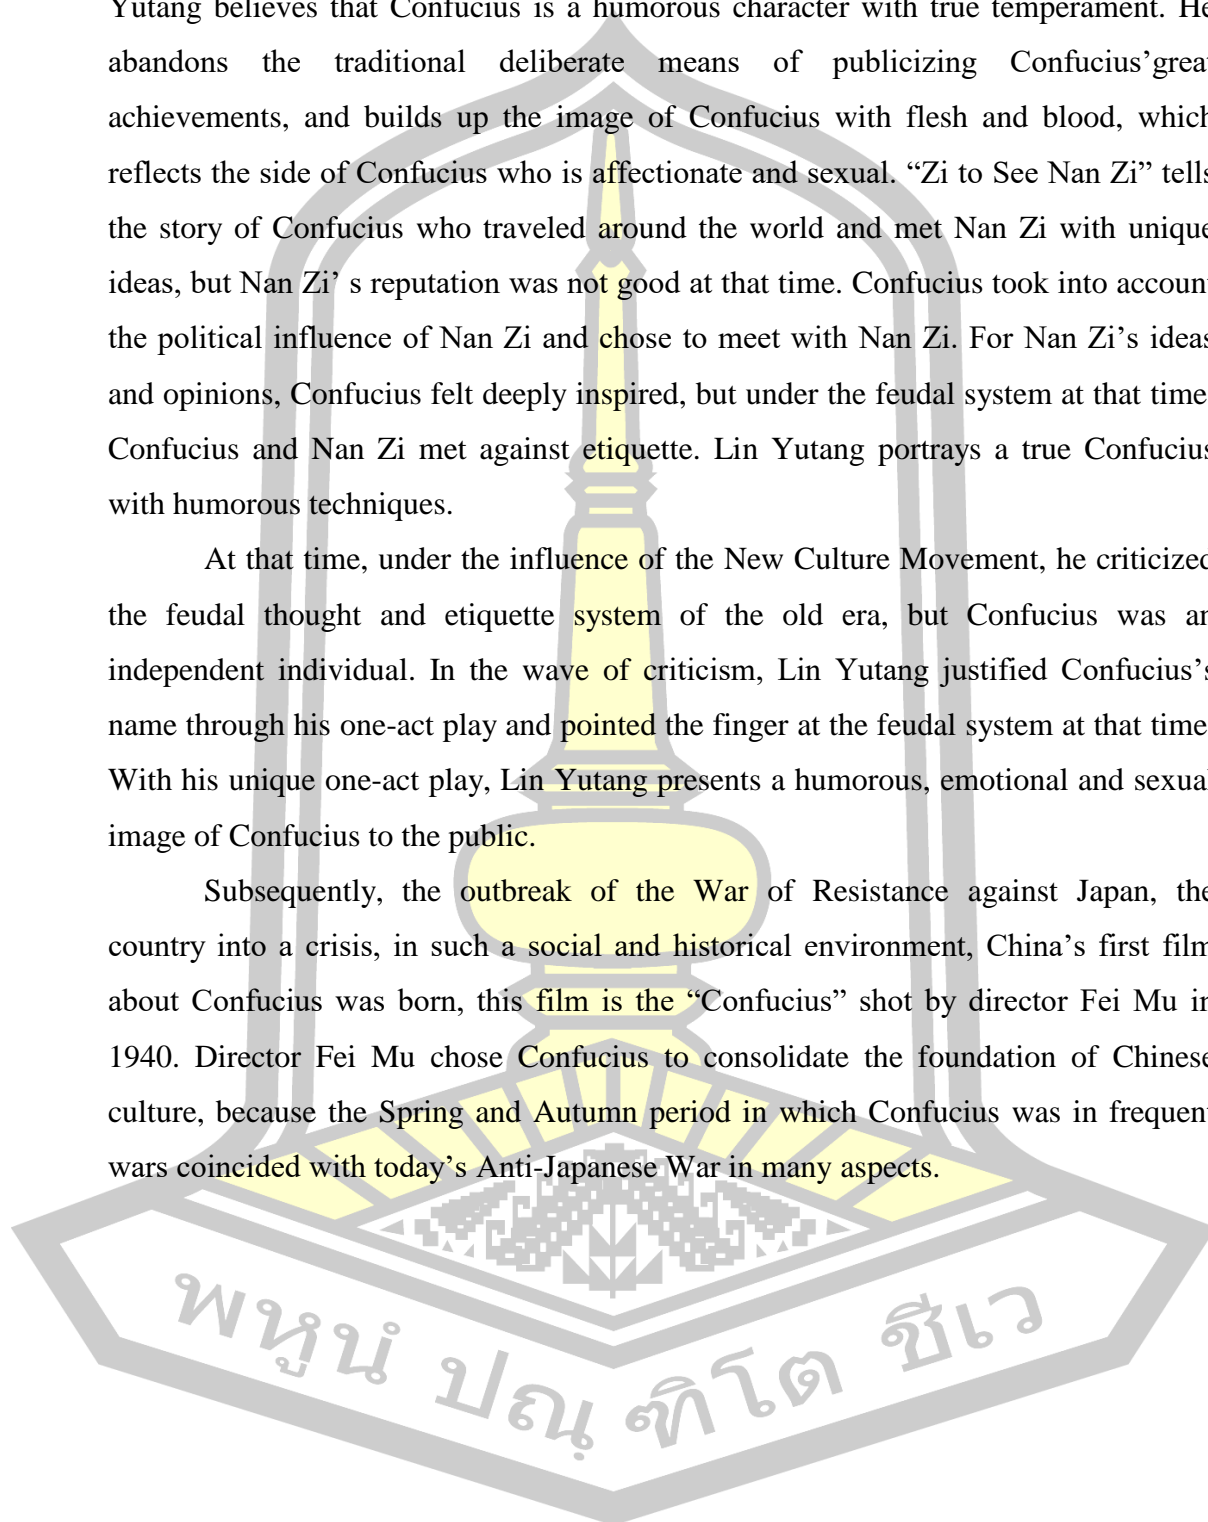 Yutang believes that Confucius is a humorous character with true temperament. He
abandons the traditional deliberate means of publicizing Confucius’great
achievements, and builds up the image of Confucius with flesh and blood, which
reflects the side of Confucius who is affectionate and sexual. “Zi to See Nan Zi” tells
the story of Confucius who traveled around the world and met Nan Zi with unique
ideas, but Nan Zi’ s reputation was not good at that time. Confucius took into account
the political influence of Nan Zi and chose to meet with Nan Zi. For Nan Zi’s ideas
and opinions, Confucius felt deeply inspired, but under the feudal system at that time
Confucius and Nan Zi met against etiquette. Lin Yutang portrays a true Confucius
with humorous techniques.
At that time, under the influence of the New Culture Movement, he criticized
the feudal thought and etiquette system of the old era, but Confucius was an
independent individual. In the wave of criticism, Lin Yutang justified Confucius’s
name through his one-act play and pointed the finger at the feudal system at that time
With his unique one-act play, Lin Yutang presents a humorous, emotional and sexual
image of Confucius to the public.
Subsequently, the outbreak of the War of Resistance against Japan, the
country into a crisis, in such a social and historical environment, China’s first film
about Confucius was born, this film is the “Confucius” shot by director Fei Mu in
1940. Director Fei Mu chose Confucius to consolidate the foundation of Chinese
culture, because the Spring and Autumn period in which Confucius was in frequent
wars coincided with today’s Anti-Japanese War in many aspects.
พหูนํ ปณฺฑิโต ชีเว